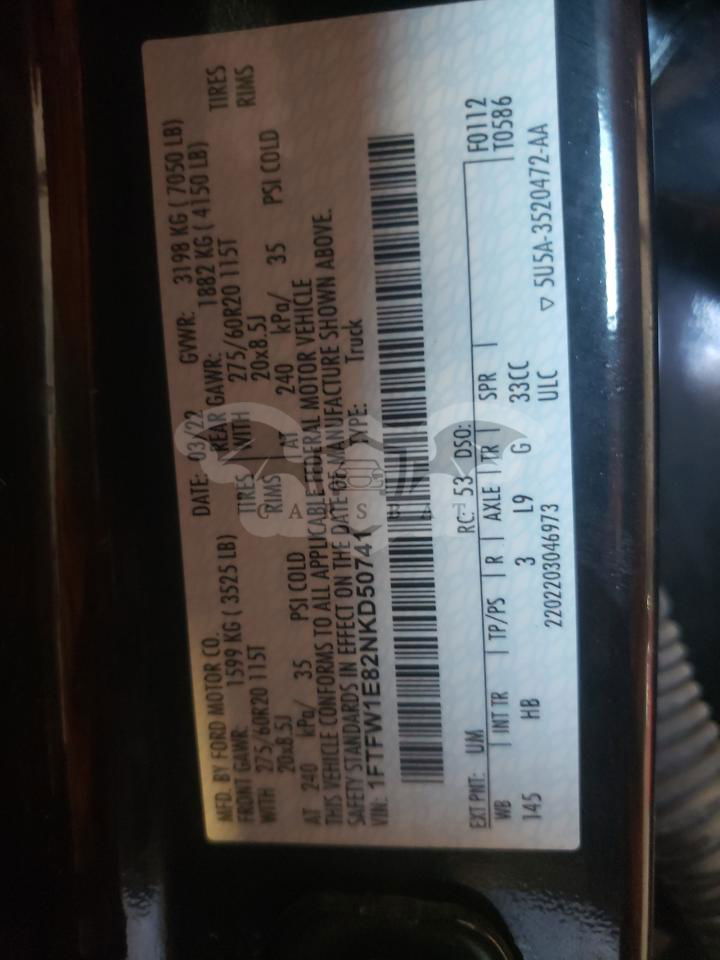 MFD. BY FORD MOTOR CO.
DATE: 03/22 GVWR: 3198 KG ( 7050 LB)
FRONT GAWR: 1599 KG ( 3525 LB) REAR GAWR: 1882 KG ( 4150 LB)
WITH 275/60R20 115T TIRES WITH 275/60R20 115T TIRES
20x8.5J RIMS 20x8.5J RIMS
AT 240 kPa/ 35 PSI COLD AT 240 kPa/ 35 PSI COLD
THIS VEHICLE CONFORMS TO ALL APPLICABLE FEDERAL MOTOR VEHICLE
SAFETY STANDARDS IN EFFECT ON THE DATE OF MANUFACTURE SHOWN ABOVE.
VIN: 1FTFW1E82NKD50741 TYPE: Truck
EXT PNT: UM RC: 53 DSO: F0112
WB INT TR TP/PS R AXLE TR SPR T0586
145 HB 3 L9 G 33CC
2202203046973 ULC ▽ 5U5A-3520472-AA